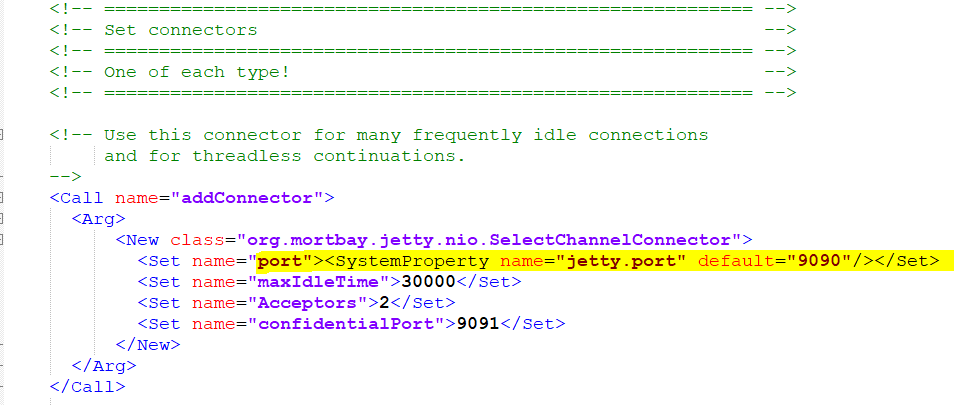 <!-- =========================================================== -->
<!-- Set connectors                                              -->
<!-- =========================================================== -->
<!-- One of each type!                                           -->
<!-- =========================================================== -->
<!-- Use this connector for many frequently idle connections
and for threadless continuations.
-->
<Call name="addConnector">
<Arg>
<New class="org.mortbay.jetty.nio.SelectChannelConnector">
<Set name="port"><SystemProperty name="jetty.port" default="9090"/></Set>
<Set name="maxIdleTime">30000</Set>
<Set name="Acceptors">2</Set>
<Set name="confidentialPort">9091</Set>
</New>
</Arg>
</Call>